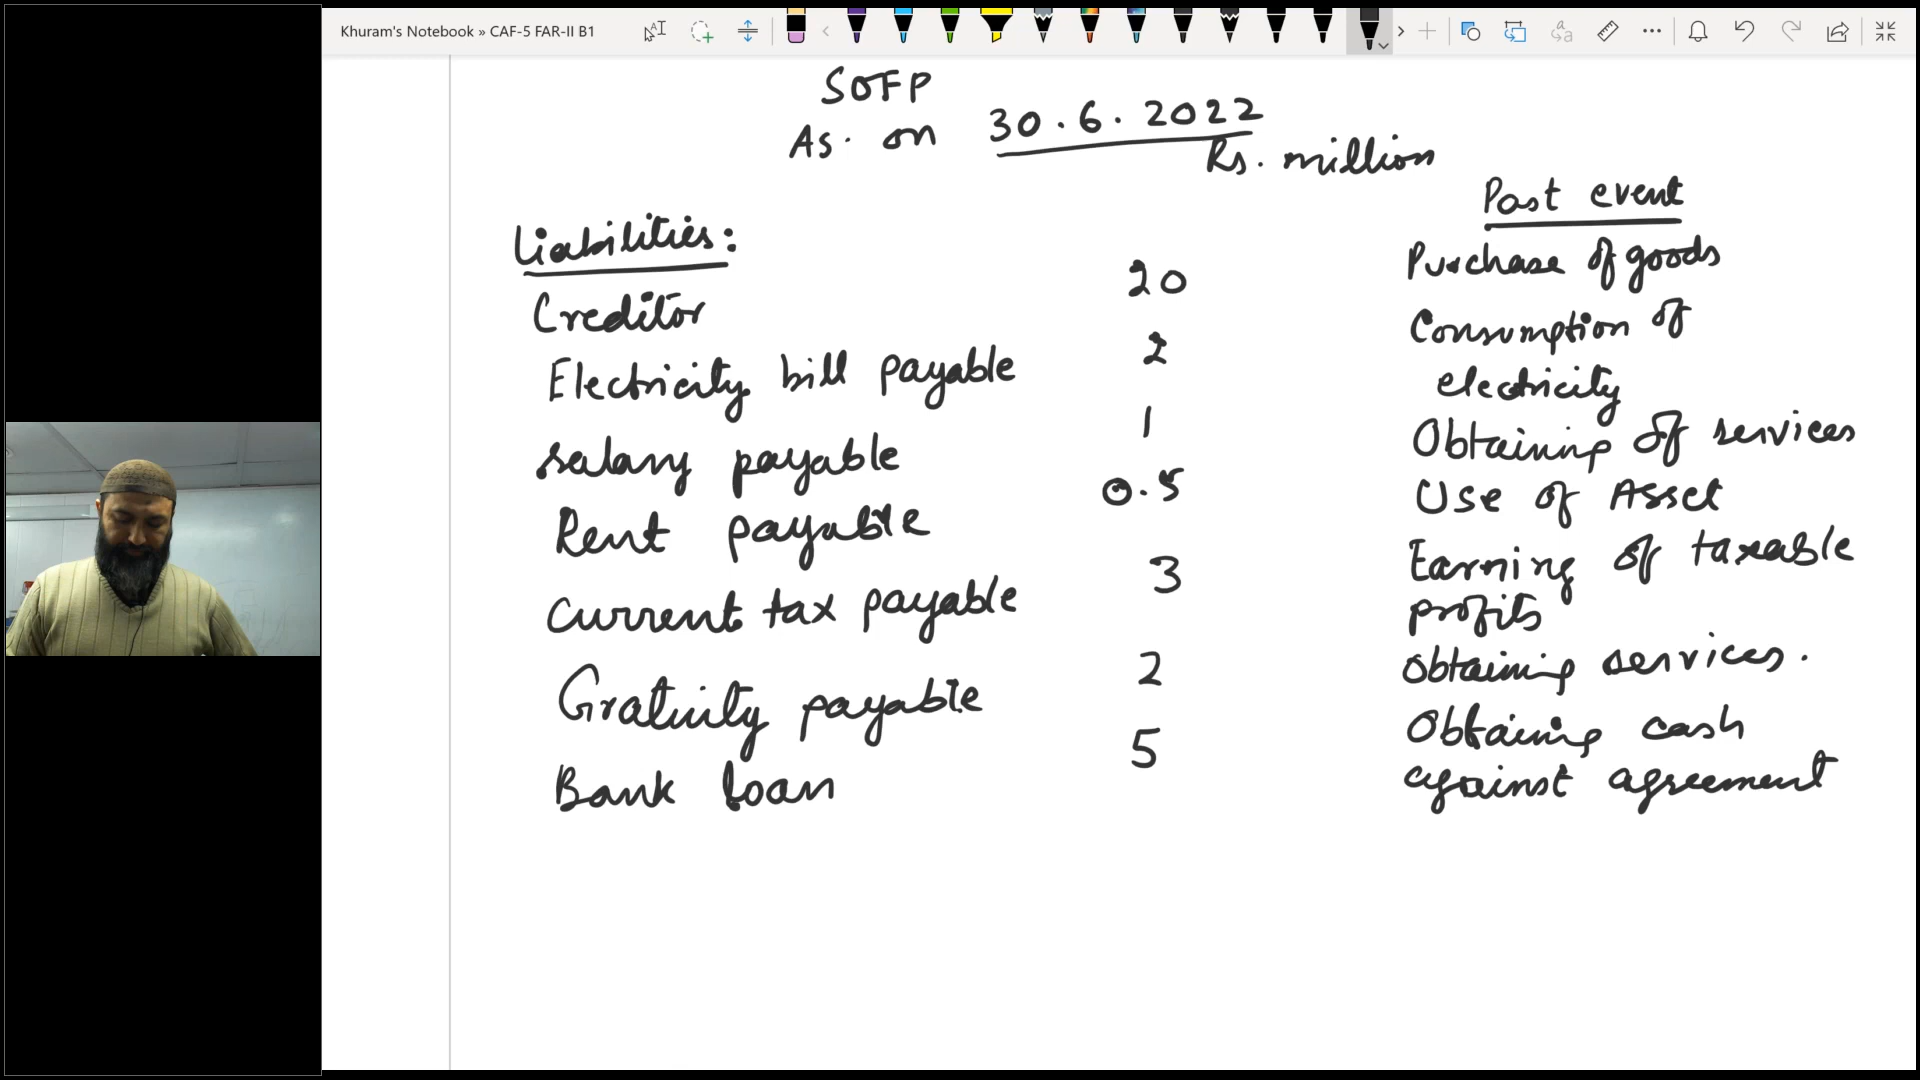 Khuram's Notebook » CAF-5 FAR-II B1
SOFP
As. on 30.6.2022
Rs. million
Past event
Liabilities:
Creditor 20 Purchase of goods
Electricity bill payable 2 Consumption of
electricity
Salary payable 1 Obtaining of services
Rent payable 0.5 Use of Asset
Current tax payable 3 Earning of taxable
profits
Gratuity payable 2 Obtaining services.
Bank loan 5 Obtaining cash
against agreement